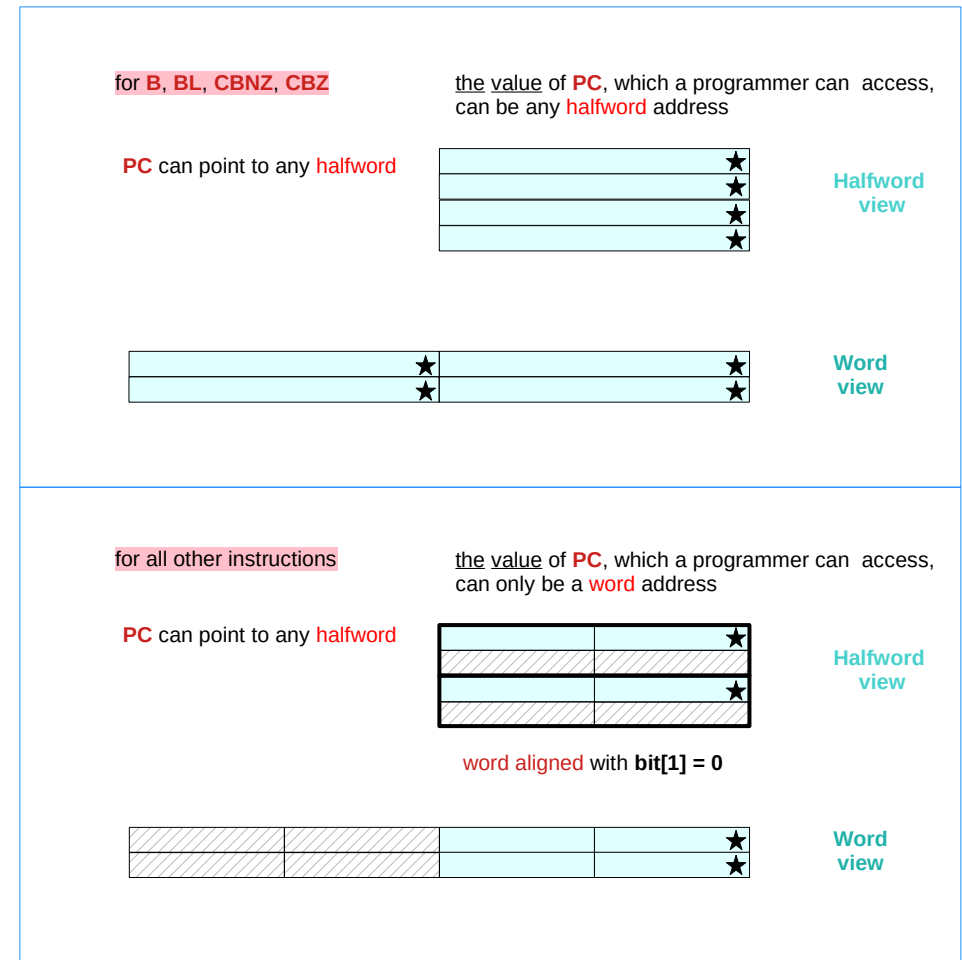 for B, BL, CBNZ, CBZ
the value of PC, which a programmer can access,
can be any halfword address
PC can point to any halfword
Halfword
view
Word
view
for all other instructions
the value of PC, which a programmer can access,
can only be a word address
PC can point to any halfword
Halfword
view
word aligned with bit[1] = 0
Word
view